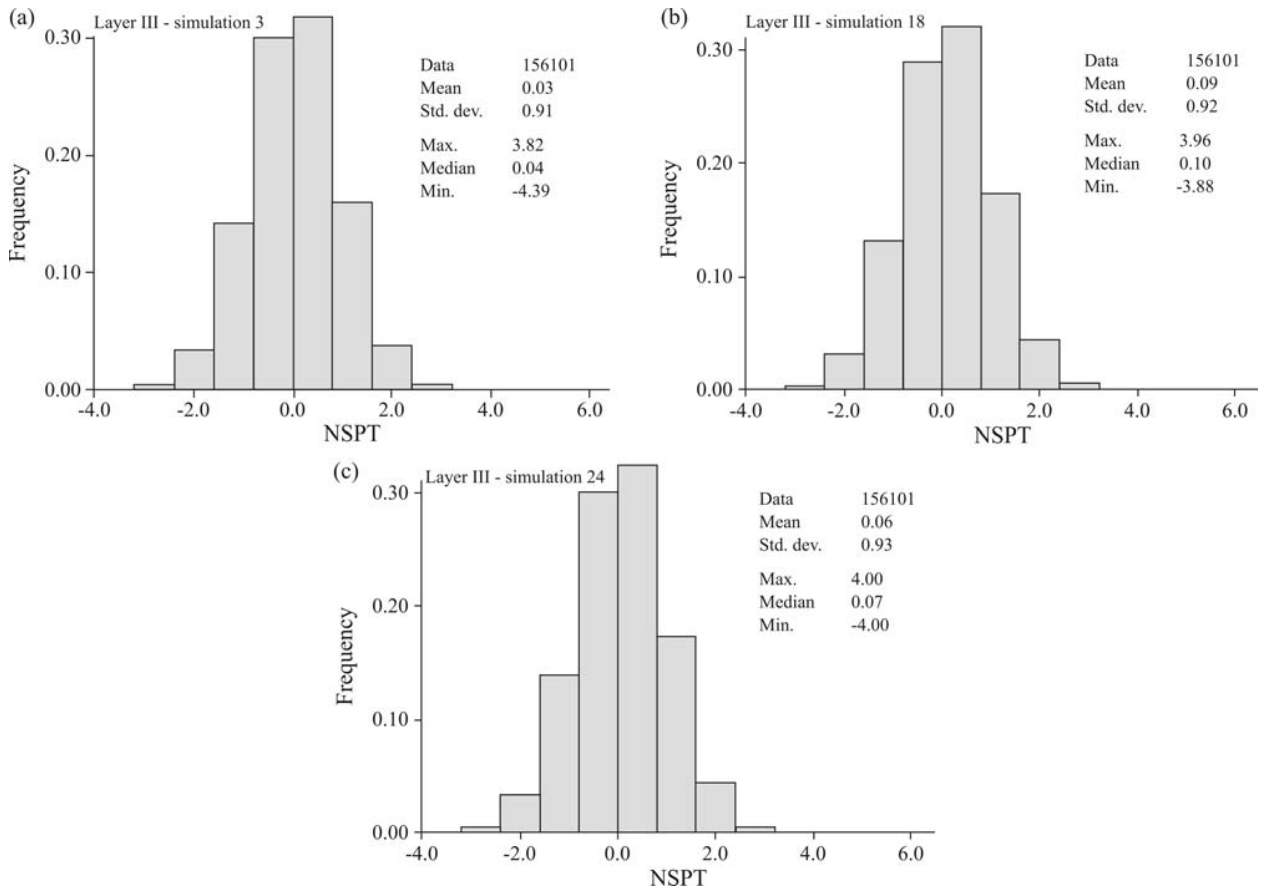 (a)
Layer III - simulation 3
0.30
0.20
0.10
0.00
Frequency
-4.0 -2.0 0.0 2.0 4.0 6.0
NSPT
Data 156101
Mean 0.03
Std. dev. 0.91
Max. 3.82
Median 0.04
Min. -4.39
(b)
Layer III - simulation 18
0.30
0.20
0.10
0.00
Frequency
-4.0 -2.0 0.0 2.0 4.0 6.0
NSPT
Data 156101
Mean 0.09
Std. dev. 0.92
Max. 3.96
Median 0.10
Min. -3.88
(c)
Layer III - simulation 24
0.30
0.20
0.10
0.00
Frequency
-4.0 -2.0 0.0 2.0 4.0 6.0
NSPT
Data 156101
Mean 0.06
Std. dev. 0.93
Max. 4.00
Median 0.07
Min. -4.00